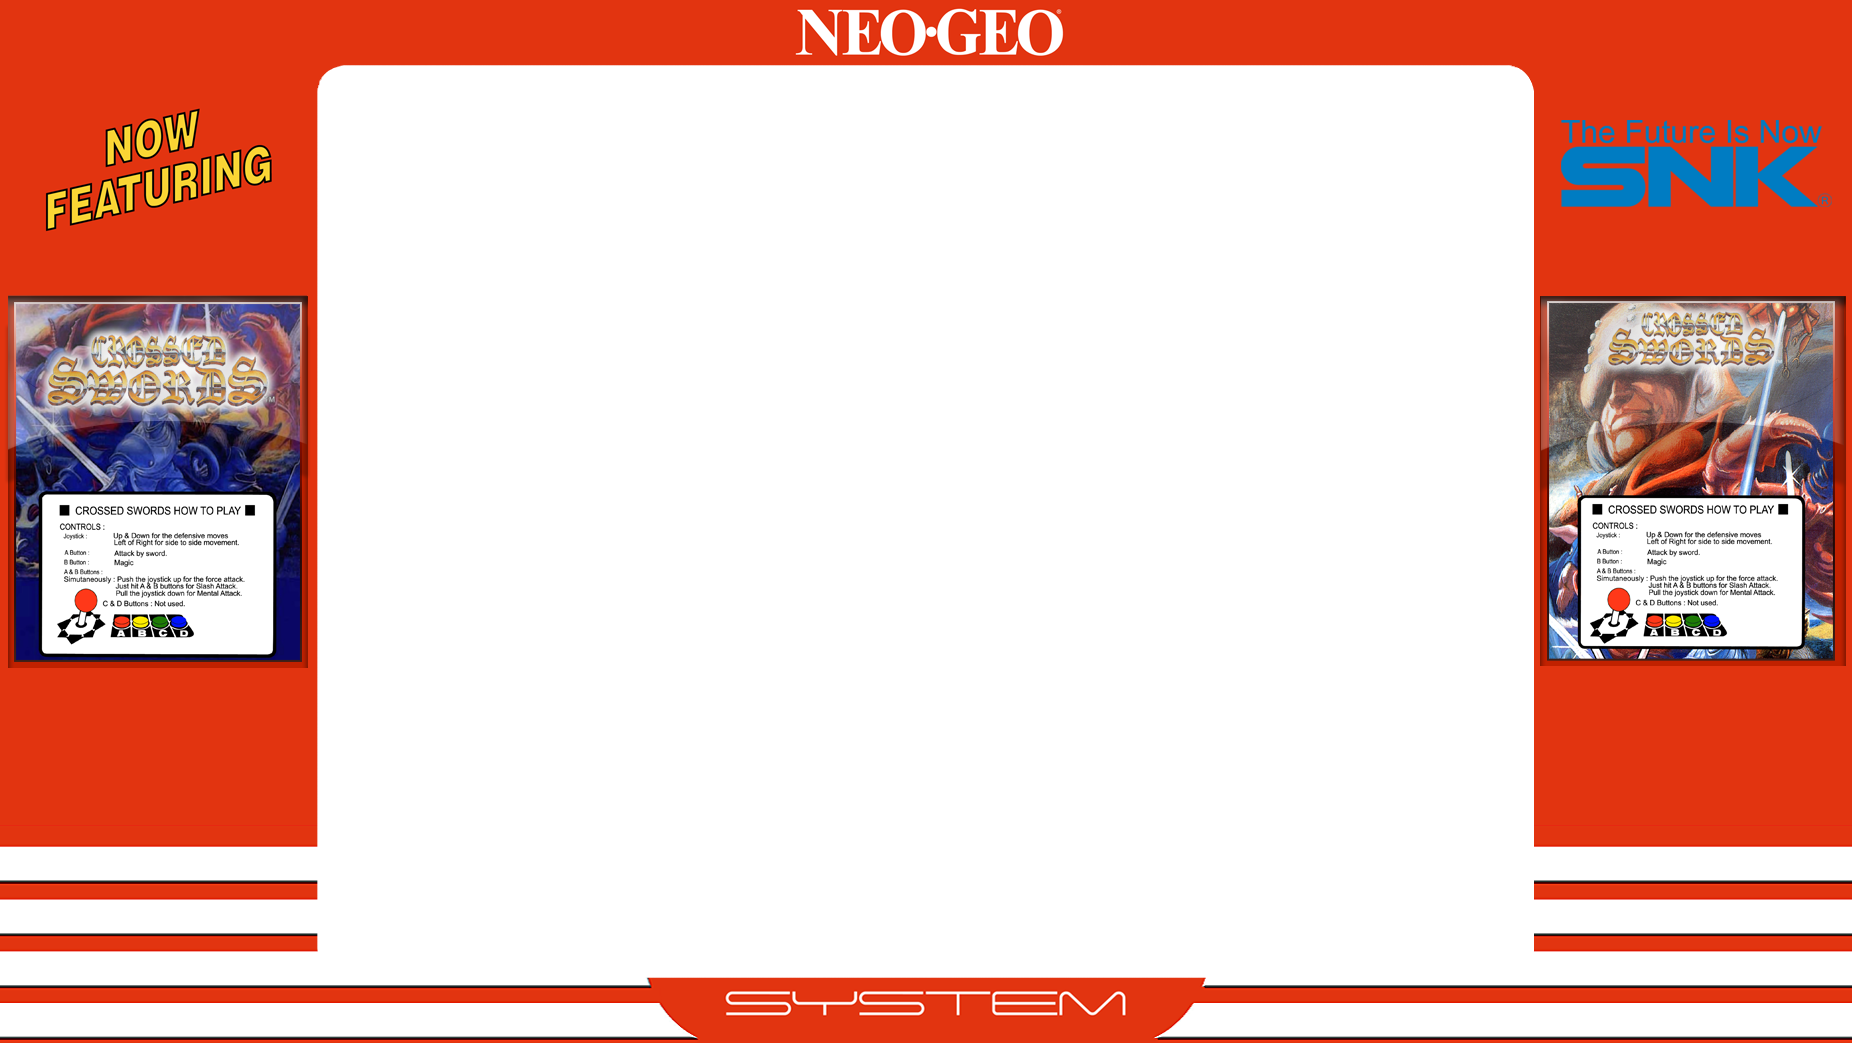 NEO•GEO®
NOW
FEATURING
The Future Is Now
SNK®
CROSSED
SWORDS
TM
■ CROSSED SWORDS HOW TO PLAY ■
CONTROLS :
Joystick : Up & Down for the defensive moves
Left of Right for side to side movement.
A Button : Attack by sword.
B Button : Magic
A & B Buttons :
Simutaneously : Push the joystick up for the force attack.
Just hit A & B buttons for Slash Attack.
Pull the joystick down for Mental Attack.
C & D Buttons : Not used.
A B C D
CROSSED
SWORDS
■ CROSSED SWORDS HOW TO PLAY ■
CONTROLS :
Joystick : Up & Down for the defensive moves
Left of Right for side to side movement.
A Button : Attack by sword.
B Button : Magic
A & B Buttons :
Simutaneously : Push the joystick up for the force attack.
Just hit A & B buttons for Slash Attack.
Pull the joystick down for Mental Attack.
C & D Buttons : Not used.
A B C D
SYSTEM